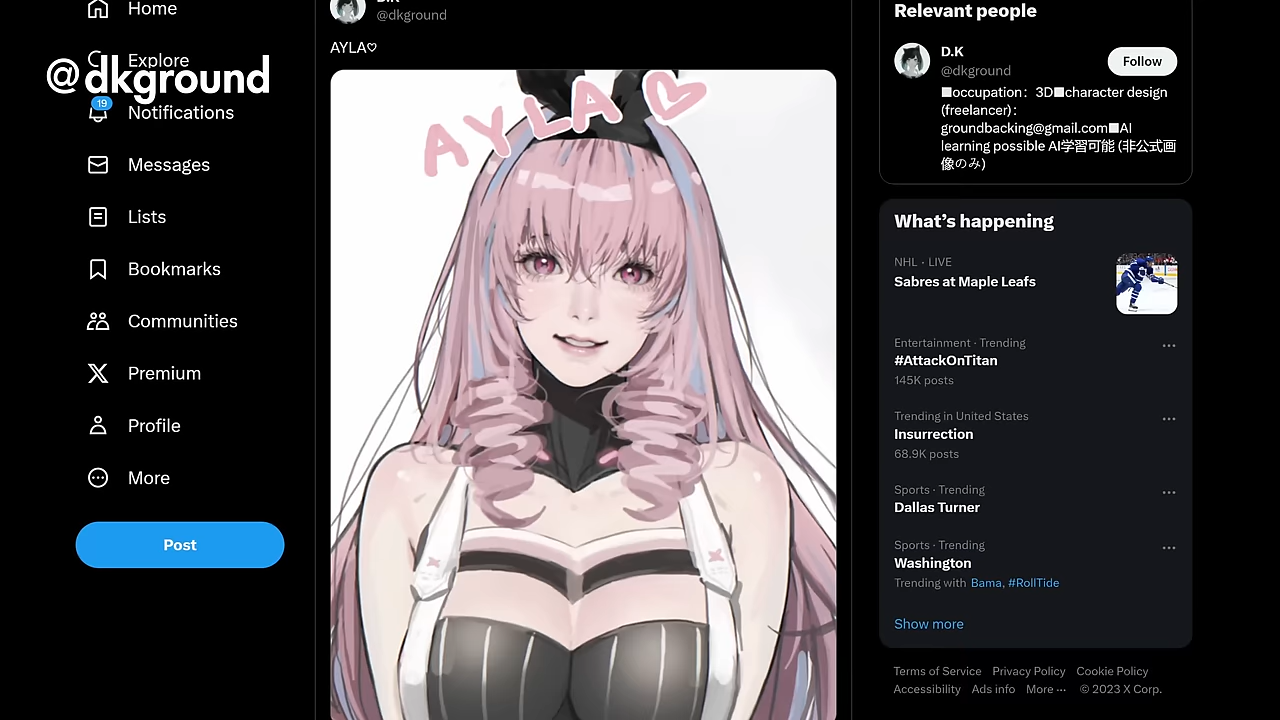 Home
Explore
@dkground
19
Notifications
Messages
Lists
Bookmarks
Communities
Premium
Profile
More
Post
@dkground
AYLA♡
AYLA♡
Relevant people
D.K
@dkground
Follow
■occupation： 3D■character design
(freelancer)：
groundbacking@gmail.com■AI
learning possible AI学習可能 (非公式画
像のみ)
What’s happening
NHL · LIVE
Sabres at Maple Leafs
Entertainment · Trending
#AttackOnTitan
145K posts
Trending in United States
Insurrection
68.9K posts
Sports · Trending
Dallas Turner
Sports · Trending
Washington
Trending with Bama, #RollTide
Show more
Terms of Service Privacy Policy Cookie Policy
Accessibility Ads info More ··· © 2023 X Corp.